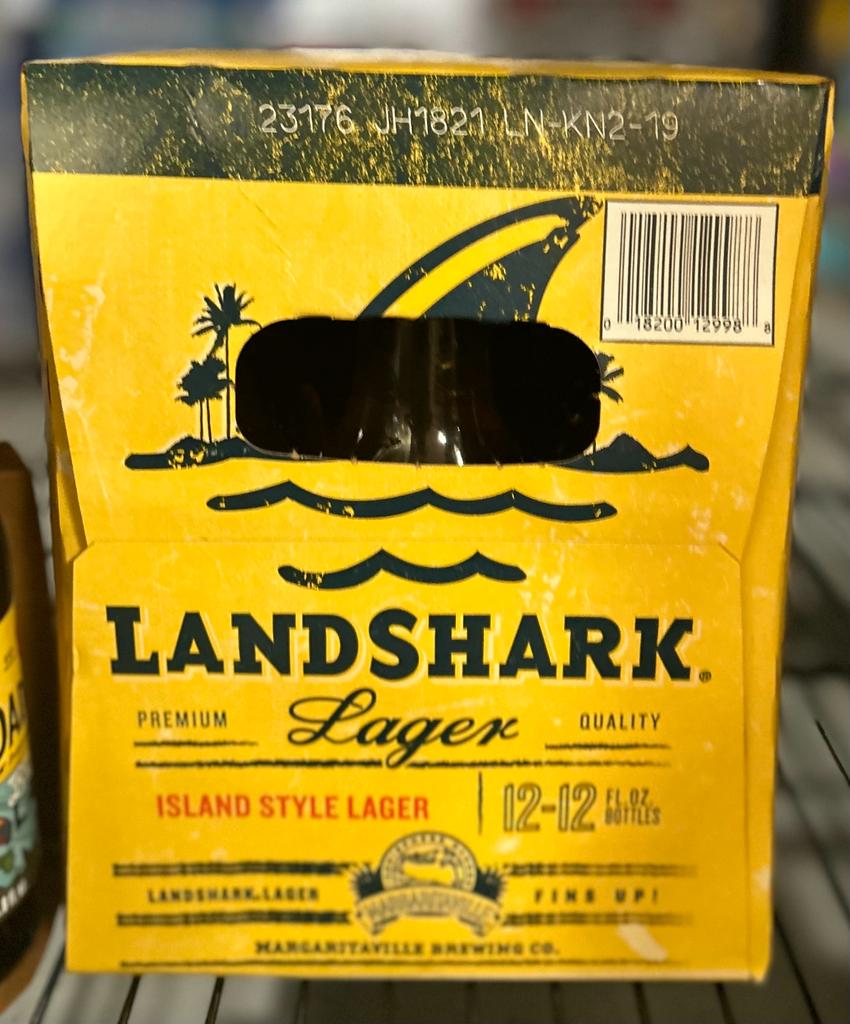 23176 JH1821 LN-KN2-19
0 18200 12998 8
LANDSHARK®
PREMIUM Lager QUALITY
ISLAND STYLE LAGER 12-12 FL.OZ. BOTTLES
LANDSHARK LAGER MARGARITAVILLE FINS UP!
MARGARITAVILLE BREWING CO.